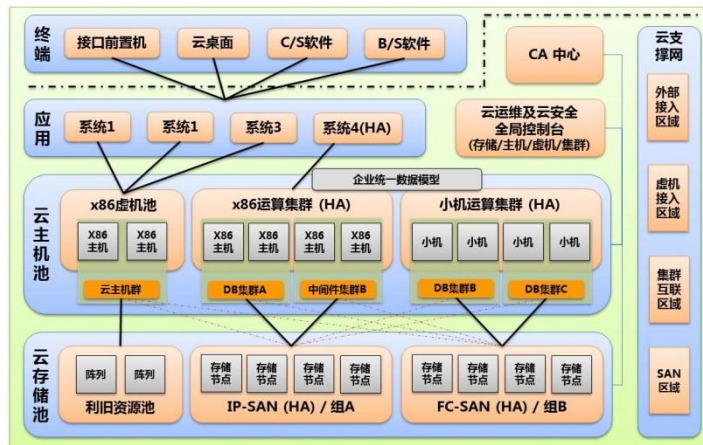 终端
接口前置机
云桌面
C/S软件
B/S软件
CA 中心
云支撑网
外部接入区域
虚机接入区域
集群互联区域
SAN区域
应用
系统1
系统1
系统3
系统4(HA)
云运维及云安全
全局控制台
(存储/主机/虚机/集群)
企业统一数据模型
云主机池
x86虚机池
X86
主机
X86
主机
云主机群
x86运算集群 (HA)
X86
主机
X86
主机
X86
主机
X86
主机
DB集群A
中间件集群B
小机运算集群 (HA)
小机
小机
小机
小机
DB集群B
DB集群C
云存储池
阵列
阵列
利旧资源池
存储
节点
存储
节点
存储
节点
存储
节点
IP-SAN (HA) / 组A
存储
节点
存储
节点
存储
节点
存储
节点
FC-SAN (HA) / 组B